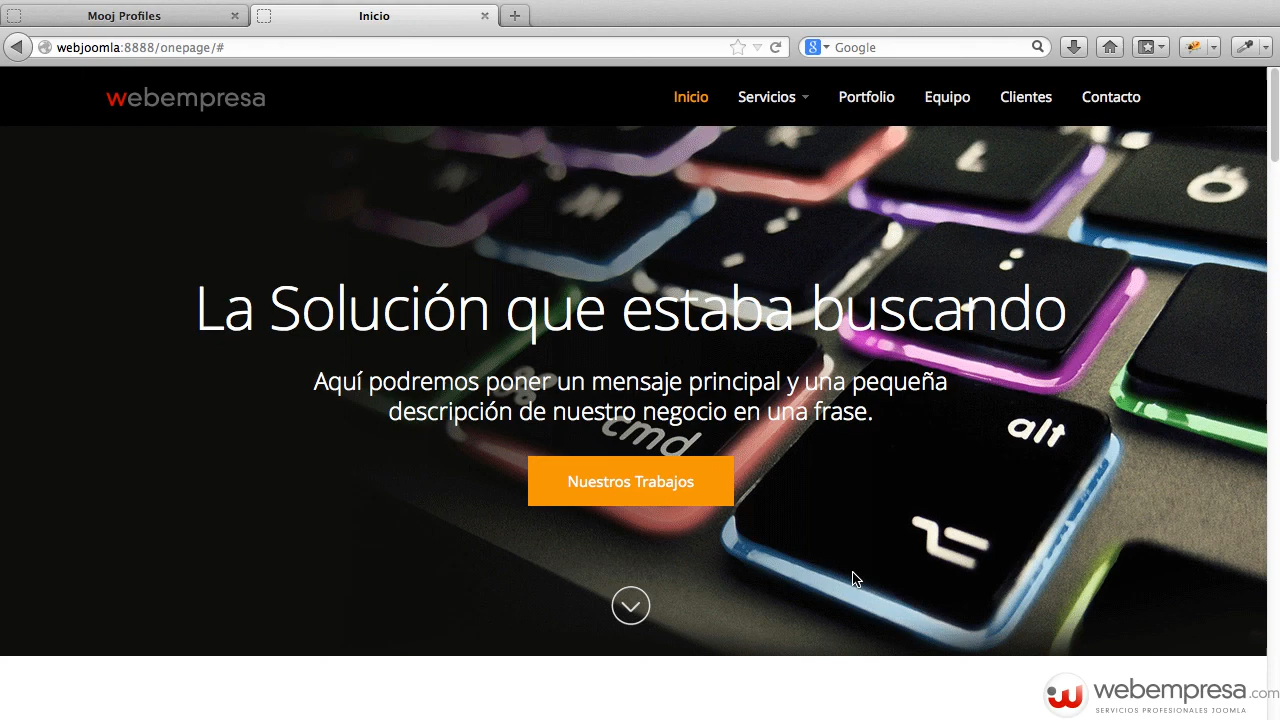 Mooj Profiles
Inicio
webjoomla:8888/onepage/#
Google
webempresa
Inicio Servicios Portfolio Equipo Clientes Contacto
La Solución que estaba buscando
Aquí podremos poner un mensaje principal y una pequeña
descripción de nuestro negocio en una frase.
cmd
alt
Nuestros Trabajos
webempresa.com
SERVICIOS PROFESIONALES JOOMLA